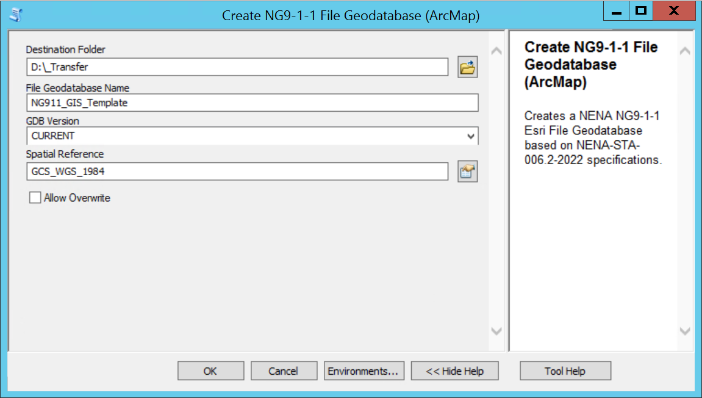 Create NG9-1-1 File Geodatabase (ArcMap)
Destination Folder
D:\_Transfer
File Geodatabase Name
NG911_GIS_Template
GDB Version
CURRENT
Spatial Reference
GCS_WGS_1984
Allow Overwrite
Create NG9-1-1 File
Geodatabase
(ArcMap)
Creates a NENA NG9-1-1
Esri File Geodatabase
based on NENA-STA-
006.2-2022 specifications.
OK
Cancel
Environments...
<< Hide Help
Tool Help